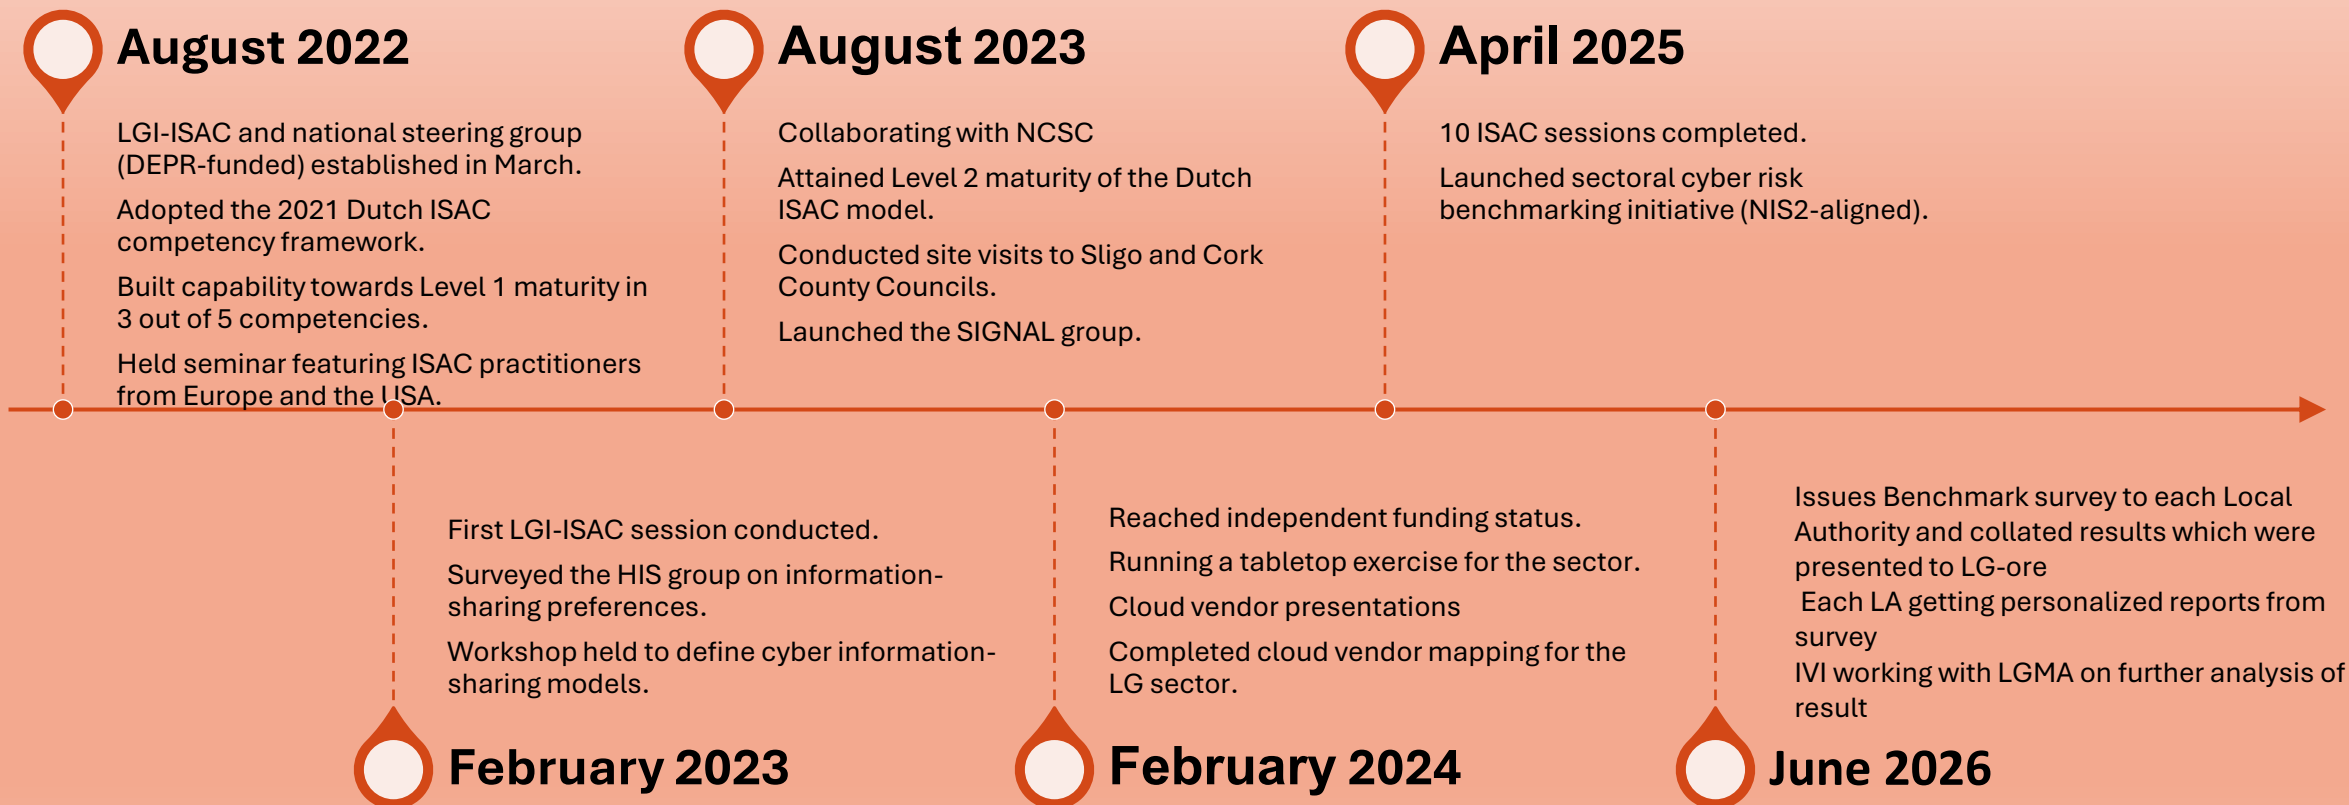 August 2022
LGI-ISAC and national steering group
(DEPR-funded) established in March.
Adopted the 2021 Dutch ISAC
competency framework.
Built capability towards Level 1 maturity in
3 out of 5 competencies.
Held seminar featuring ISAC practitioners
from Europe and the USA.
First LGI-ISAC session conducted.
Surveyed the HIS group on information-
sharing preferences.
Workshop held to define cyber information-
sharing models.
February 2023
August 2023
Collaborating with NCSC
Attained Level 2 maturity of the Dutch
ISAC model.
Conducted site visits to Sligo and Cork
County Councils.
Launched the SIGNAL group.
Reached independent funding status.
Running a tabletop exercise for the sector.
Cloud vendor presentations
Completed cloud vendor mapping for the
LG sector.
February 2024
April 2025
10 ISAC sessions completed.
Launched sectoral cyber risk
benchmarking initiative (NIS2-aligned).
Issues Benchmark survey to each Local
Authority and collated results which were
presented to LG-ore
Each LA getting personalized reports from
survey
IVI working with LGMA on further analysis of
result
June 2026